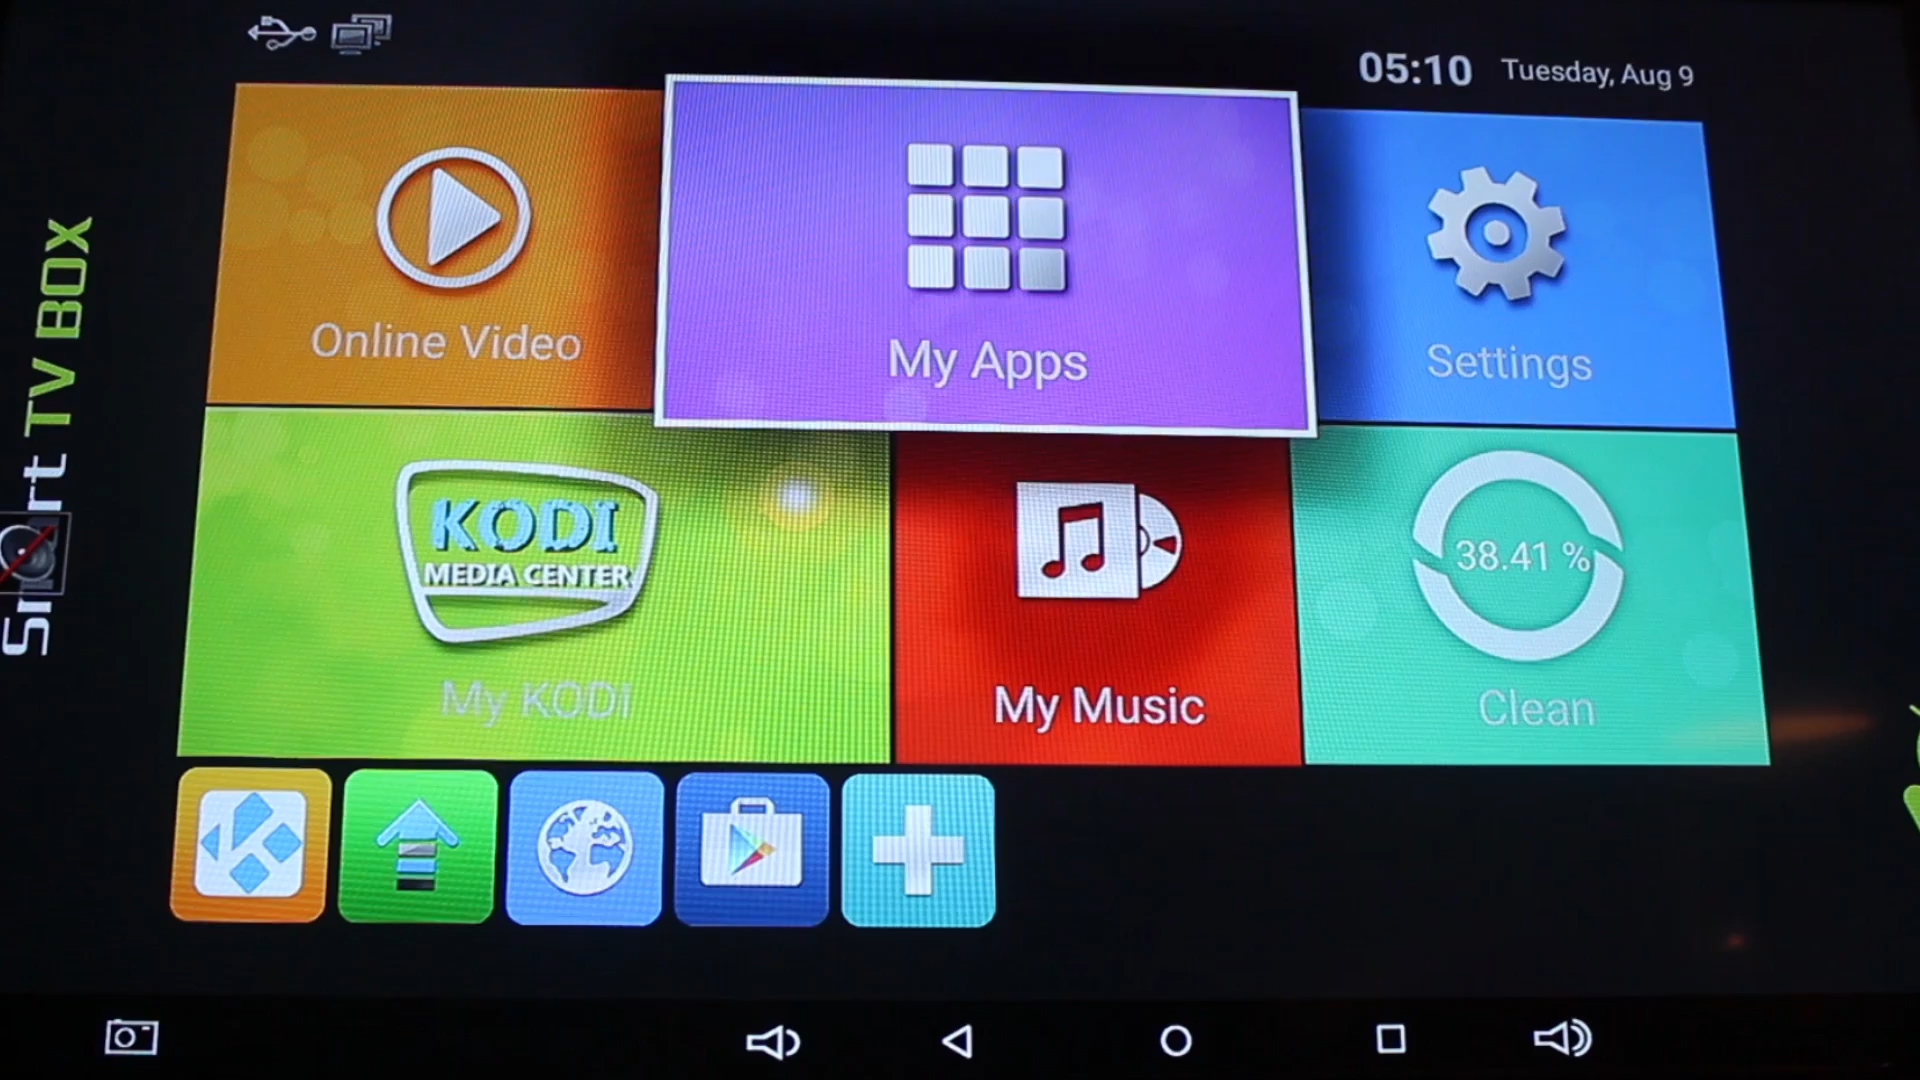 05:10 Tuesday, Aug 9
Online Video
My Apps
Settings
Smart TV BOX
KODI
MEDIA CENTER
My KODI
My Music
38.41 %
Clean